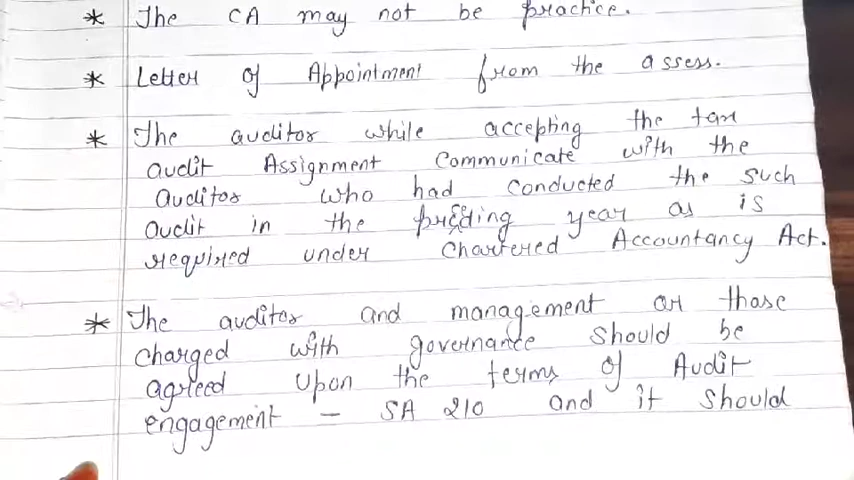 * The CA may not be practice.
* Letter of Appointment from the assess.
* The auditor while accepting the tax
audit Assignment Communicate with the
auditor who had conducted the such
audit in the preeding year as is
required under Chartered Accountancy Act.
* The auditor and management or those
charged with governance should be
agreed upon the terms of Audit
engagement - SA 210 and it should